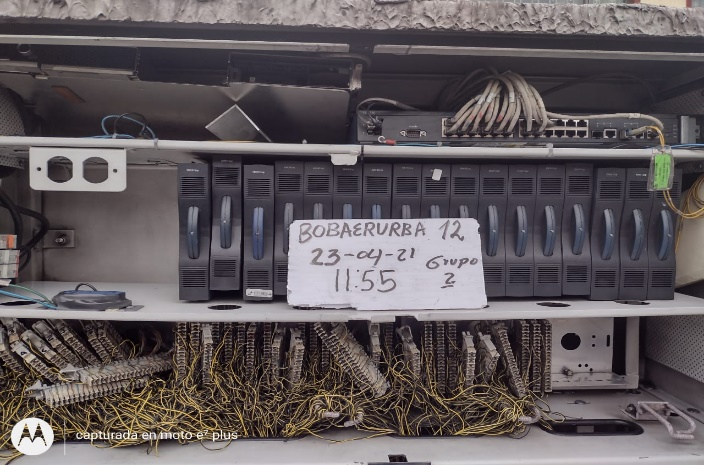 BOBAERURBA 12
23-04-21 Grupo
11:55 2
capturada en moto e⁶ plus